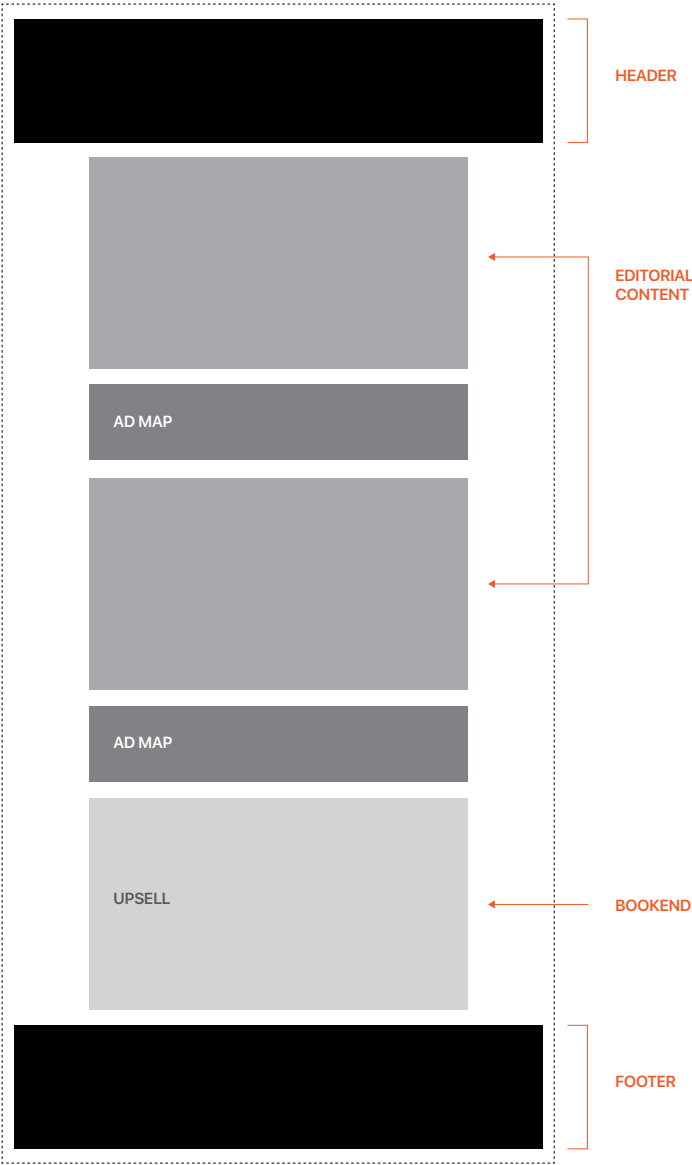 HEADER
EDITORIAL
CONTENT
AD MAP
AD MAP
UPSELL
BOOKEND
FOOTER